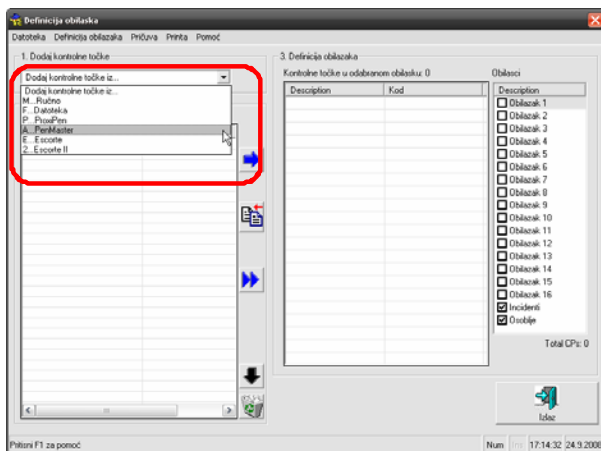 Definicija obilaska
Datoteka Definicija obilazaka Pričuva Printa Pomoć
1. Dodaj kontrolne točke
Dodaj kontrolne točke iz...
Dodaj kontrolne točke iz...
M...Ručno
F...Datoteka
P...ProxiPen
A...PenMaster
E...Escorte
2...Escorte II
3. Definicija obilazaka
Kontrolne točke u odabranom obilasku: 0
Description Kod
Obilasci
Description
Obilazak 1
Obilazak 2
Obilazak 3
Obilazak 4
Obilazak 5
Obilazak 6
Obilazak 7
Obilazak 8
Obilazak 9
Obilazak 10
Obilazak 11
Obilazak 12
Obilazak 13
Obilazak 14
Obilazak 15
Obilazak 16
Incidenti
Osoblje
Total CPs: 0
Izlaz
Pritisni F1 za pomoć
Num Ins 17:14:32 24.9.2008